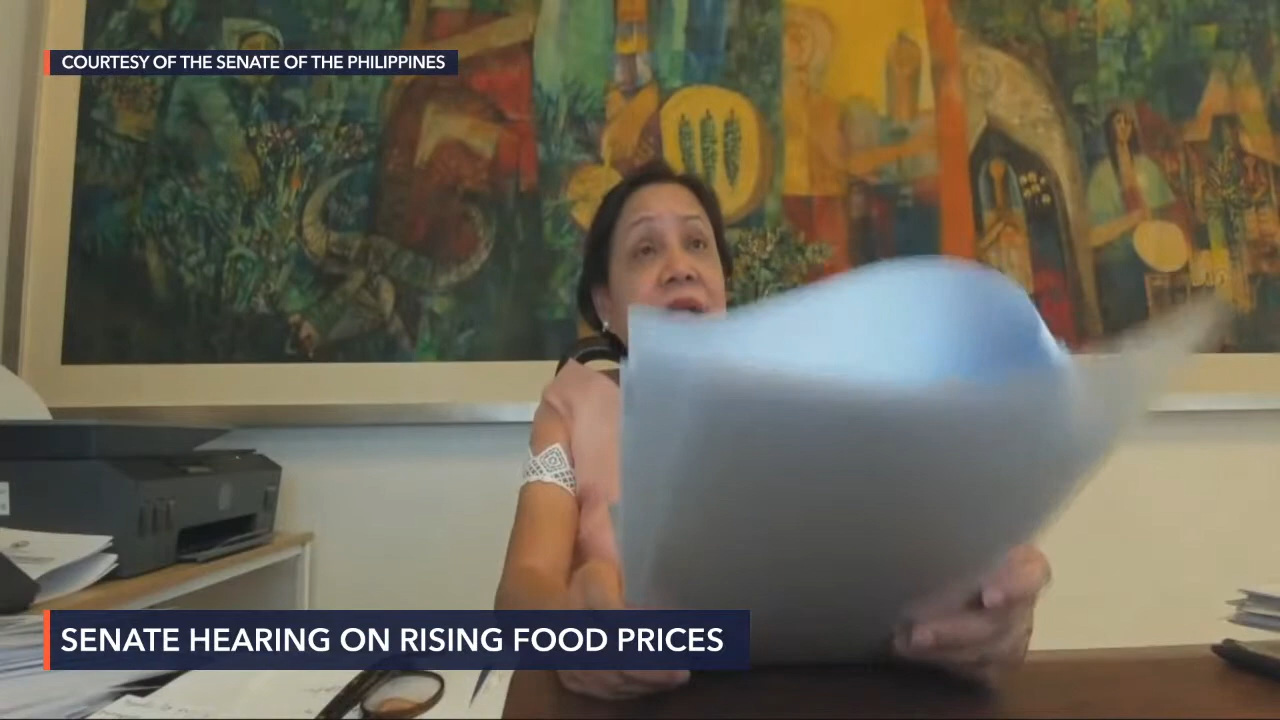 COURTESY OF THE SENATE OF THE PHILIPPINES
SENATE HEARING ON RISING FOOD PRICES